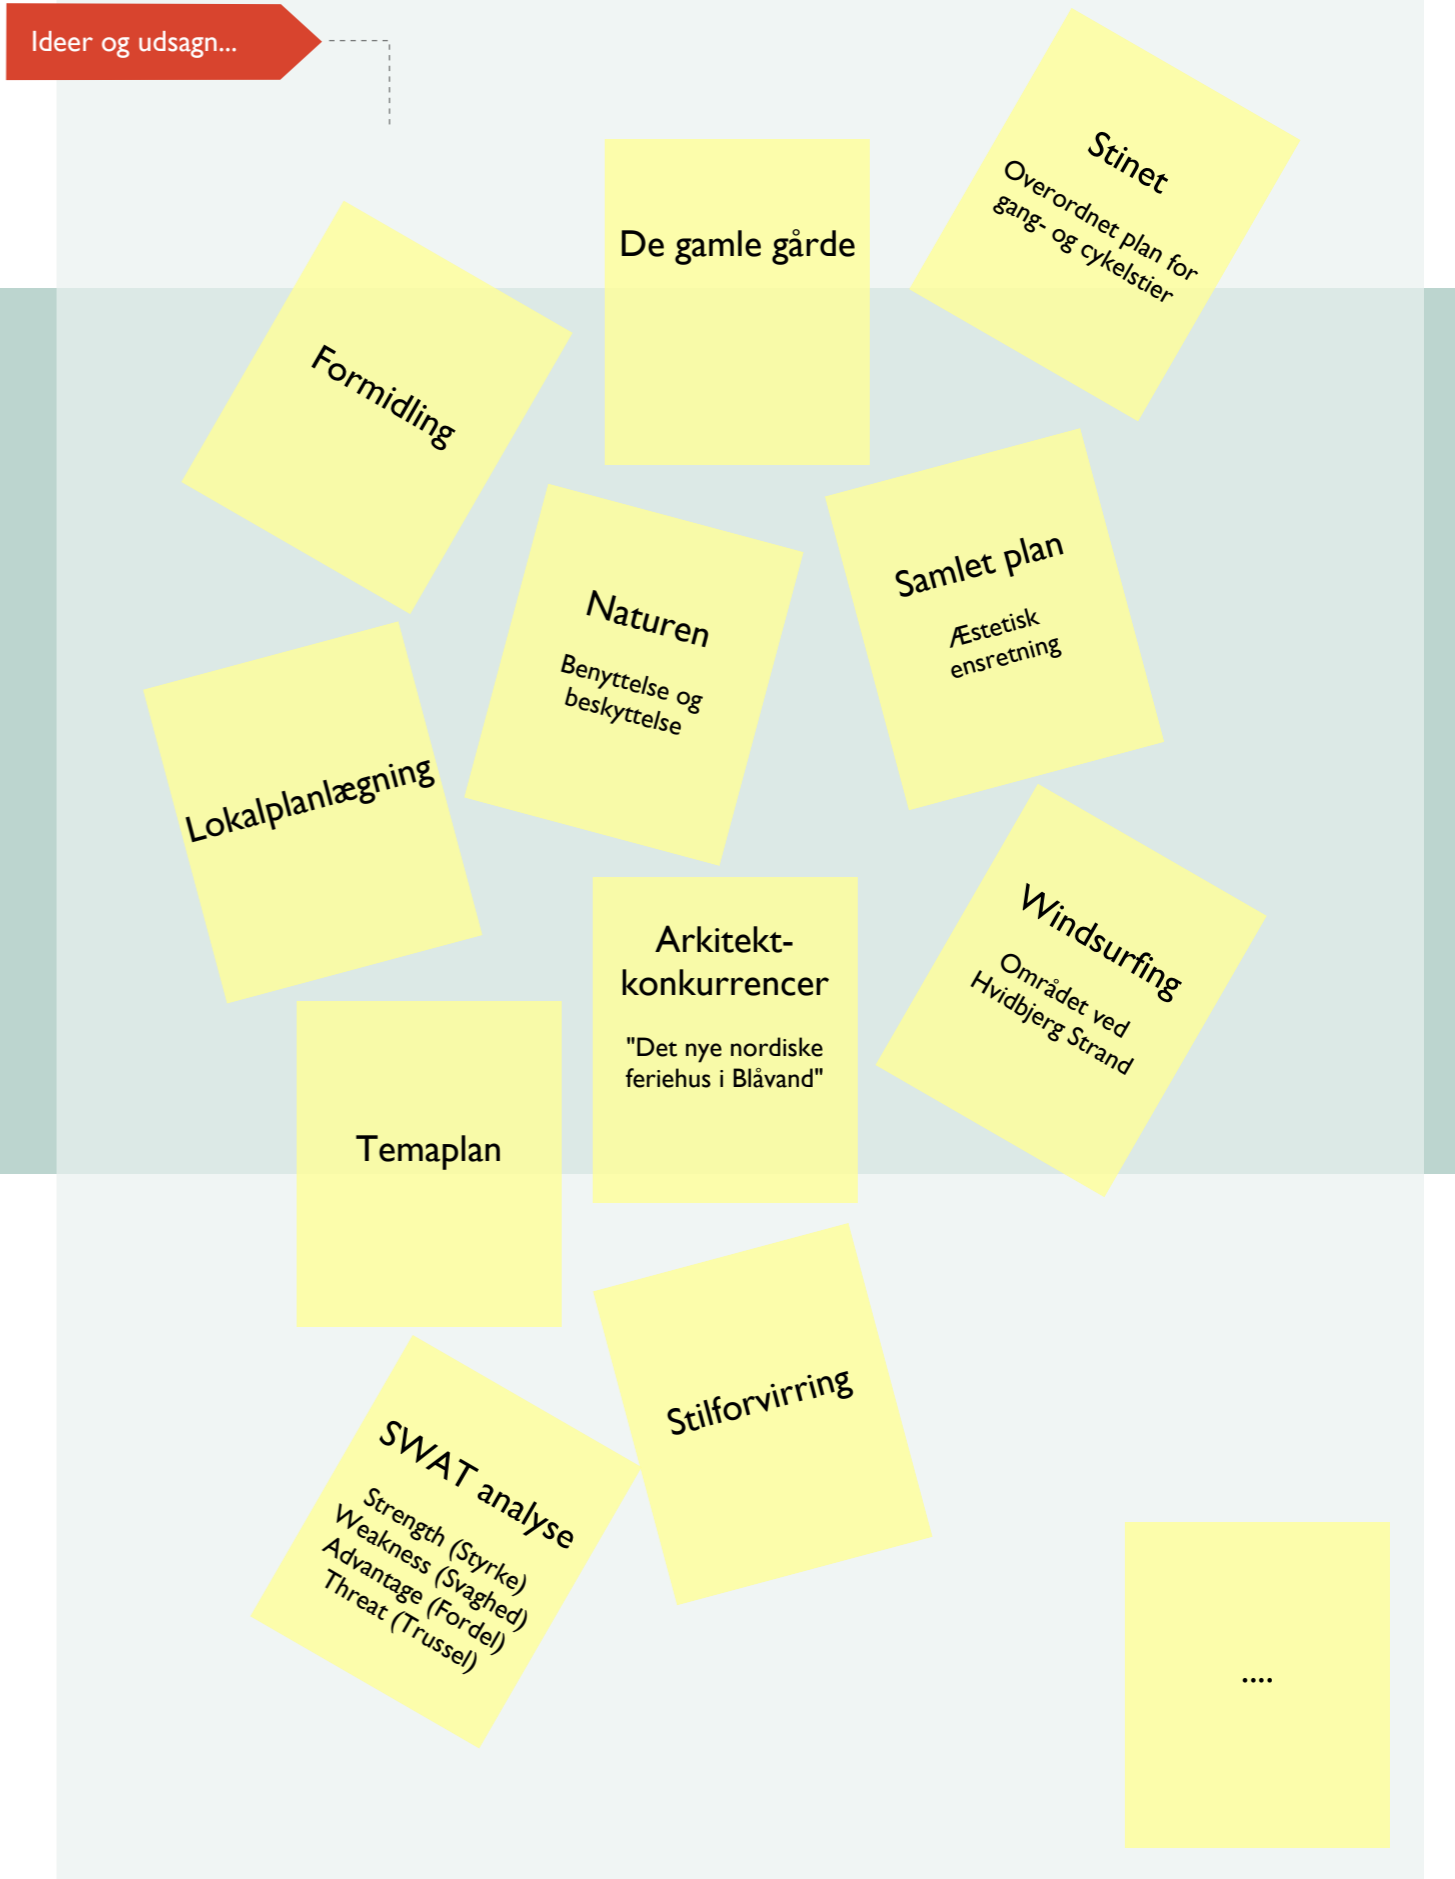 Ideer og udsagn...
Stinet
Overordnet plan for
gang- og cykelstier
De gamle gårde
Formidling
Samlet plan
Æstetisk
ensretning
Naturen
Benyttelse og
beskyttelse
Lokalplanlægning
Windsurfing
Området ved
Hvidbjerg Strand
Arkitekt-
konkurrencer
"Det nye nordiske
feriehus i Blåvand"
Temaplan
Stilforvirring
SWAT analyse
Strength (Styrke)
Weakness (Svaghed)
Advantage (Fordel)
Threat (Trussel)
....